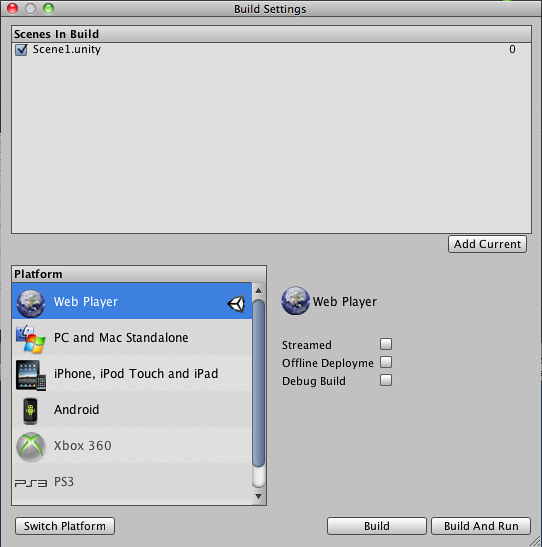 Build Settings
Scenes In Build
Scene1.unity 0
Add Current
Platform
Web Player
PC and Mac Standalone
iPhone, iPod Touch and iPad
Android
Xbox 360
PS3
PS3
Web Player
Streamed
Offline Deployme
Debug Build
Switch Platform
Build
Build And Run